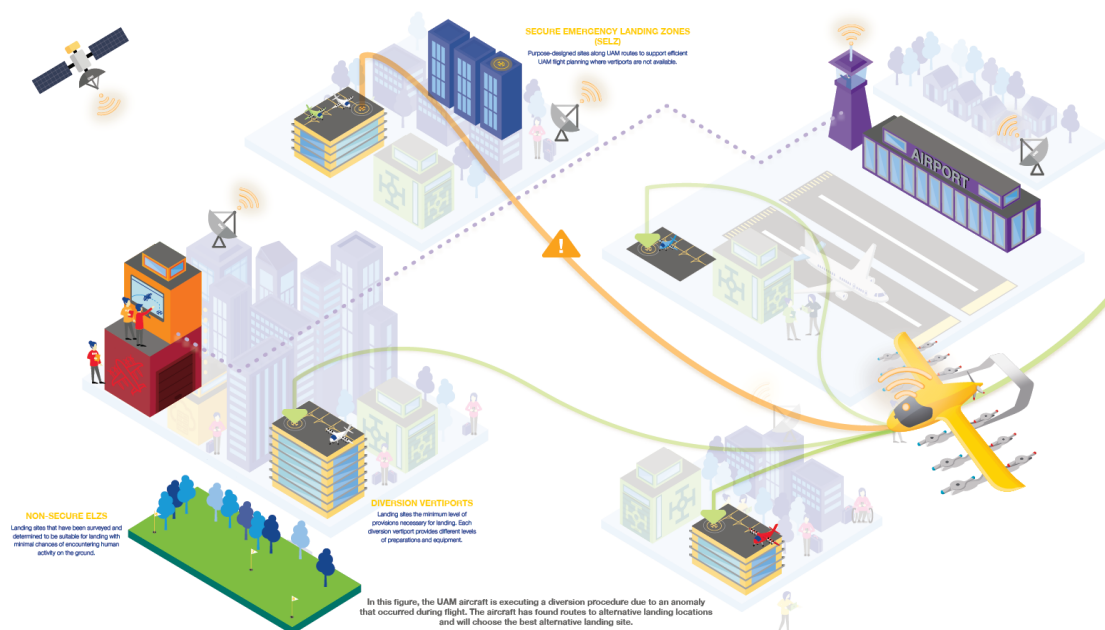 SECURE EMERGENCY LANDING ZONES
(SELZ)
Purpose-designed sites along UAM routes to support efficient
UAM flight planning where vertiports are not available.
AIRPORT
NON-SECURE ELZS
Landing sites that have been surveyed and
determined to be suitable for landing with
minimal chances of encountering human
activity on the ground.
DIVERSION VERTIPORTS
Landing sites the minimum level of
provisions necessary for landing. Each
diversion vertiport provides different levels
of preparations and equipment.
In this figure, the UAM aircraft is executing a diversion procedure due to an anomaly
that occurred during flight. The aircraft has found routes to alternative landing locations
and will choose the best alternative landing site.